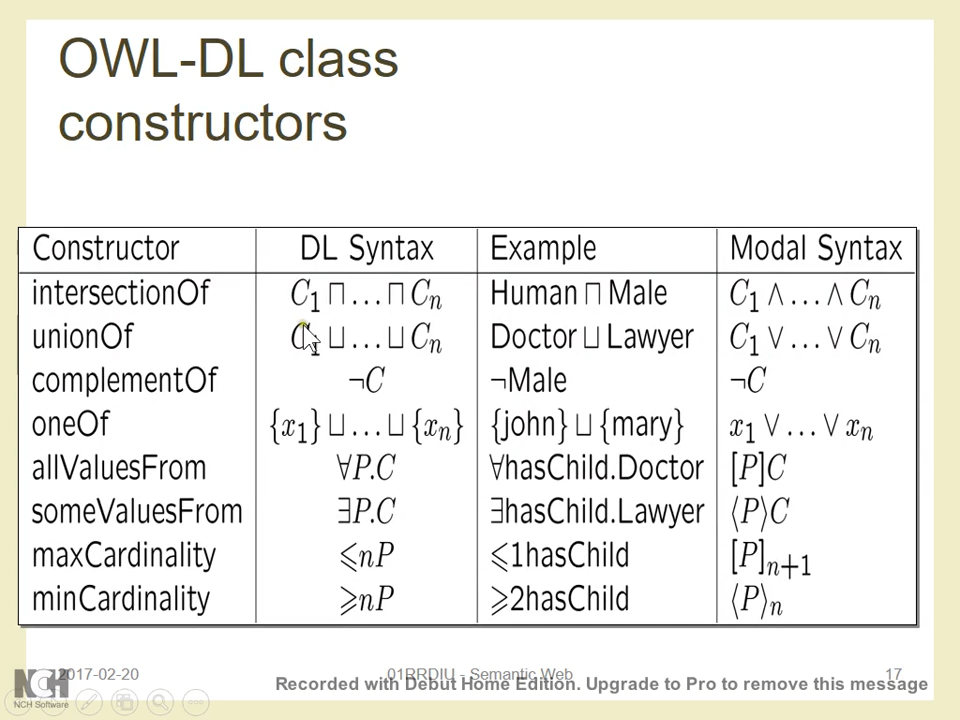 OWL-DL class
constructors
Constructor DL Syntax Example Modal Syntax
intersectionOf C₁ ⊓ … ⊓ Cₙ Human ⊓ Male C₁ ∧ … ∧ Cₙ
unionOf C₁ ⊔ … ⊔ Cₙ Doctor ⊔ Lawyer C₁ ∨ … ∨ Cₙ
complementOf ¬C ¬Male ¬C
oneOf {x₁} ⊔ … ⊔ {xₙ} {john} ⊔ {mary} x₁ ∨ … ∨ xₙ
allValuesFrom ∀P.C ∀hasChild.Doctor [P]C
someValuesFrom ∃P.C ∃hasChild.Lawyer ⟨P⟩C
maxCardinality ⩽nP ⩽1hasChild [P]ₙ₊₁
minCardinality ⩾nP ⩾2hasChild ⟨P⟩ₙ
2017-02-20 01RRDIU - Semantic Web 17
Recorded with Debut Home Edition. Upgrade to Pro to remove this message
NCH
NCH Software